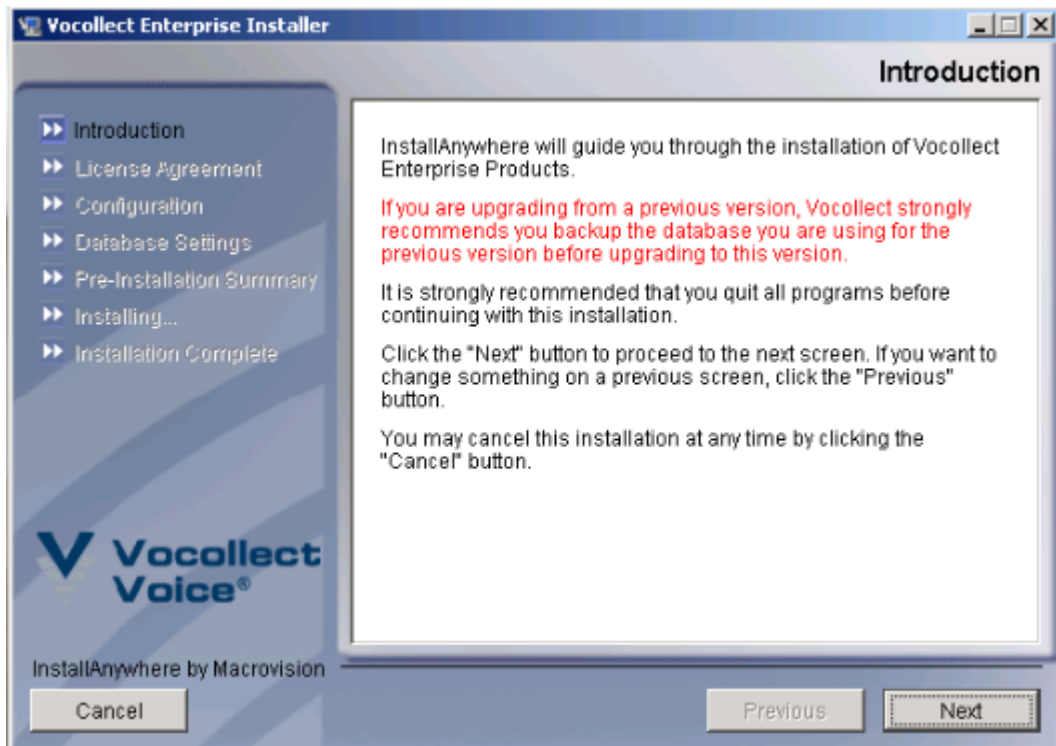 Vocollect Enterprise Installer
Introduction
Introduction
License Agreement
Configuration
Database Settings
Pre-Installation Summary
Installing...
Installation Complete
InstallAnywhere will guide you through the installation of Vocollect
Enterprise Products.
If you are upgrading from a previous version, Vocollect strongly
recommends you backup the database you are using for the
previous version before upgrading to this version.
It is strongly recommended that you quit all programs before
continuing with this installation.
Click the "Next" button to proceed to the next screen. If you want to
change something on a previous screen, click the "Previous"
button.
You may cancel this installation at any time by clicking the
"Cancel" button.
Vocollect
Voice®
InstallAnywhere by Macrovision
Cancel
Previous
Next